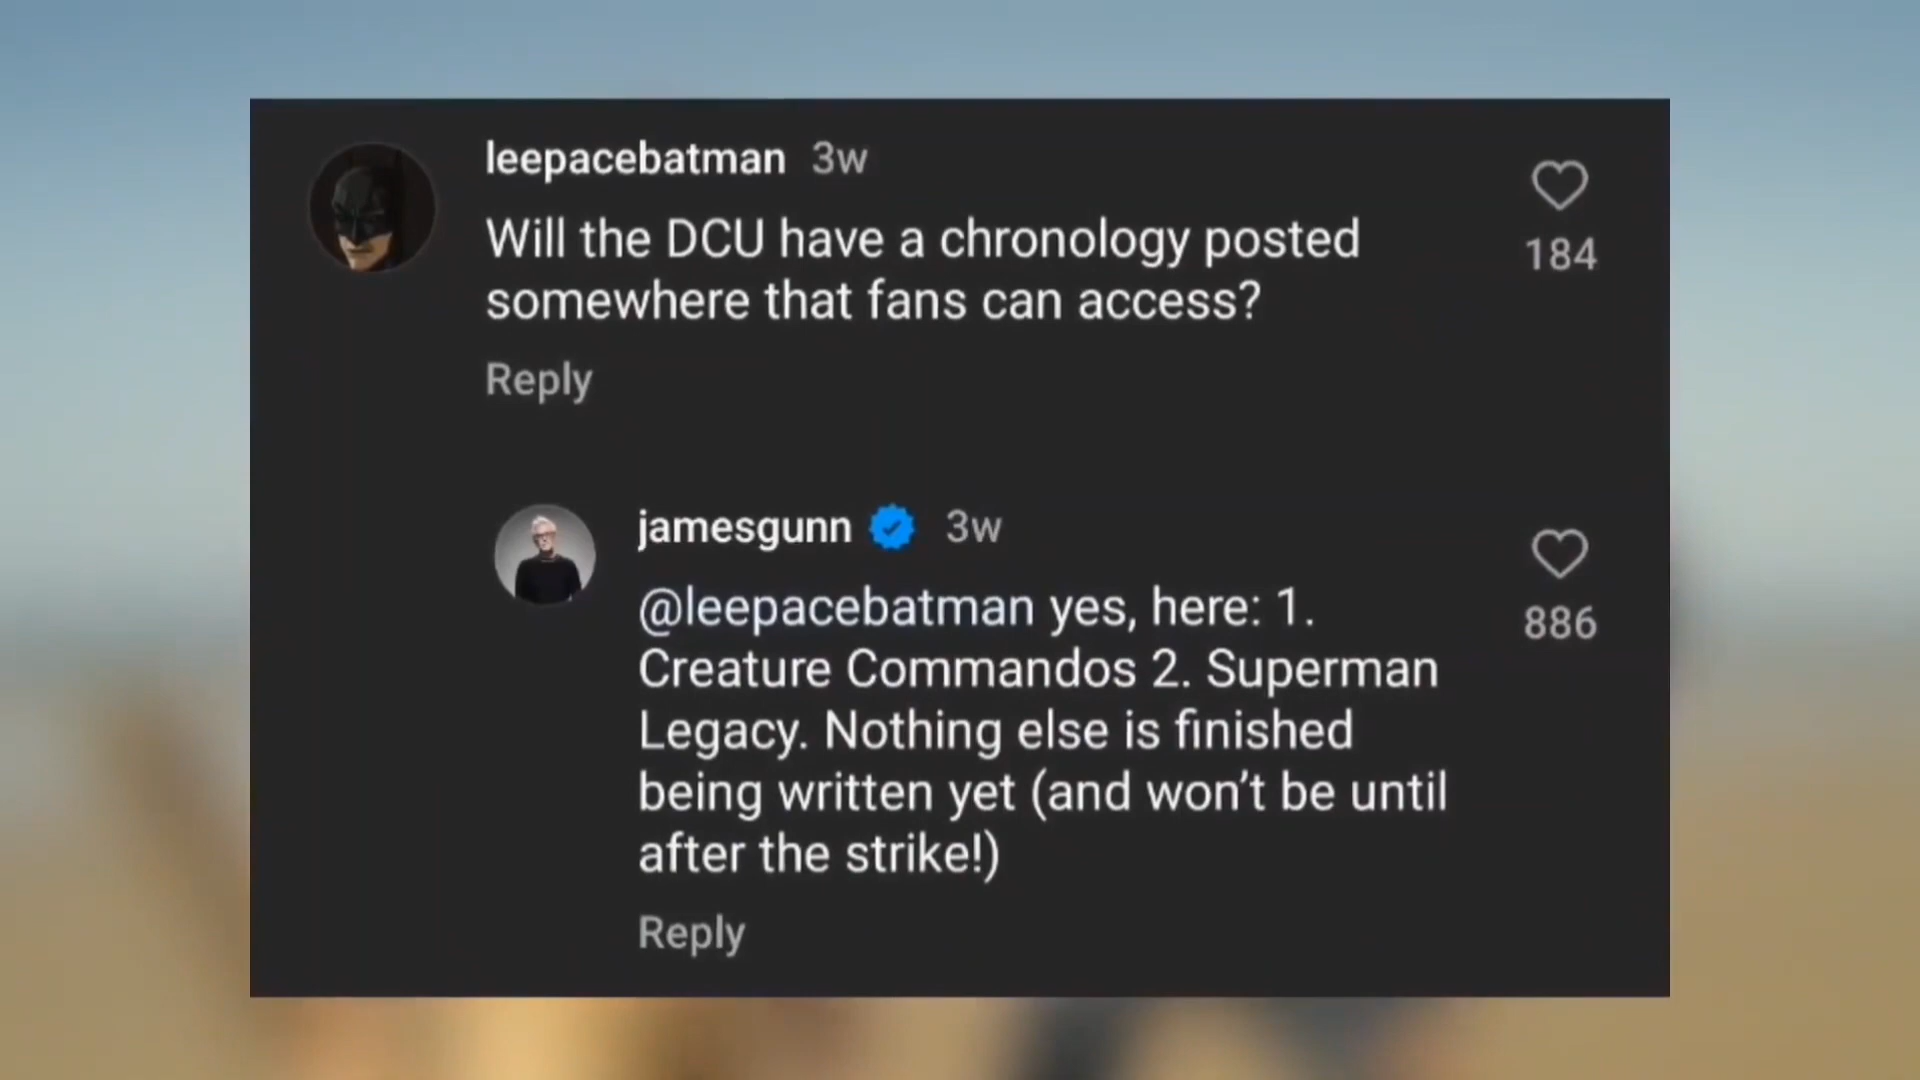 leepacebatman 3w
Will the DCU have a chronology posted
somewhere that fans can access?
184
Reply
jamesgunn 3w
@leepacebatman yes, here: 1.
Creature Commandos 2. Superman
Legacy. Nothing else is finished
being written yet (and won’t be until
after the strike!)
886
Reply